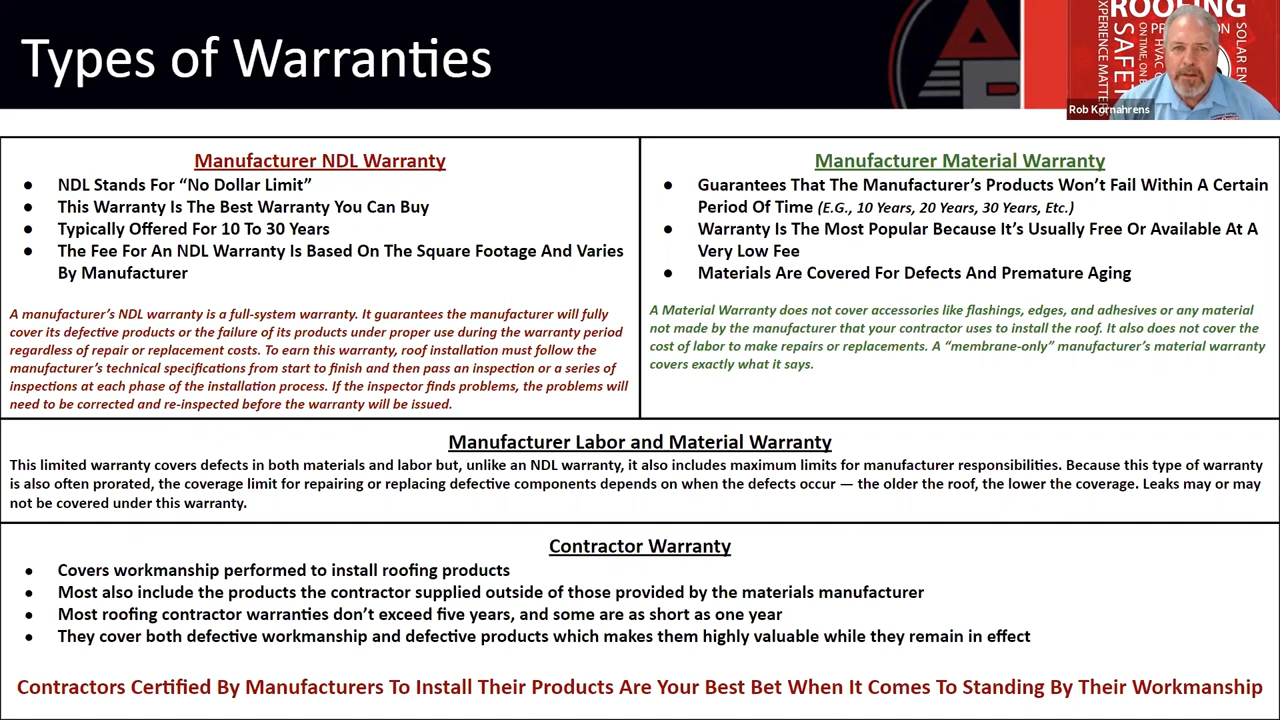 Types of Warranties
ROOFING
EXPERIENCE MATTERS
SAFET
ON TIME, ON
HVAC
SOLAR EN
Rob Kornahrens
Manufacturer NDL Warranty
● NDL Stands For “No Dollar Limit”
● This Warranty Is The Best Warranty You Can Buy
● Typically Offered For 10 To 30 Years
● The Fee For An NDL Warranty Is Based On The Square Footage And Varies
By Manufacturer
A manufacturer’s NDL warranty is a full-system warranty. It guarantees the manufacturer will fully
cover its defective products or the failure of its products under proper use during the warranty period
regardless of repair or replacement costs. To earn this warranty, roof installation must follow the
manufacturer’s technical specifications from start to finish and then pass an inspection or a series of
inspections at each phase of the installation process. If the inspector finds problems, the problems will
need to be corrected and re-inspected before the warranty will be issued.
Manufacturer Material Warranty
● Guarantees That The Manufacturer’s Products Won’t Fail Within A Certain
Period Of Time (E.G., 10 Years, 20 Years, 30 Years, Etc.)
● Warranty Is The Most Popular Because It’s Usually Free Or Available At A
Very Low Fee
● Materials Are Covered For Defects And Premature Aging
A Material Warranty does not cover accessories like flashings, edges, and adhesives or any material
not made by the manufacturer that your contractor uses to install the roof. It also does not cover the
cost of labor to make repairs or replacements. A “membrane-only” manufacturer’s material warranty
covers exactly what it says.
Manufacturer Labor and Material Warranty
This limited warranty covers defects in both materials and labor but, unlike an NDL warranty, it also includes maximum limits for manufacturer responsibilities. Because this type of warranty
is also often prorated, the coverage limit for repairing or replacing defective components depends on when the defects occur — the older the roof, the lower the coverage. Leaks may or may
not be covered under this warranty.
Contractor Warranty
● Covers workmanship performed to install roofing products
● Most also include the products the contractor supplied outside of those provided by the materials manufacturer
● Most roofing contractor warranties don’t exceed five years, and some are as short as one year
● They cover both defective workmanship and defective products which makes them highly valuable while they remain in effect
Contractors Certified By Manufacturers To Install Their Products Are Your Best Bet When It Comes To Standing By Their Workmanship